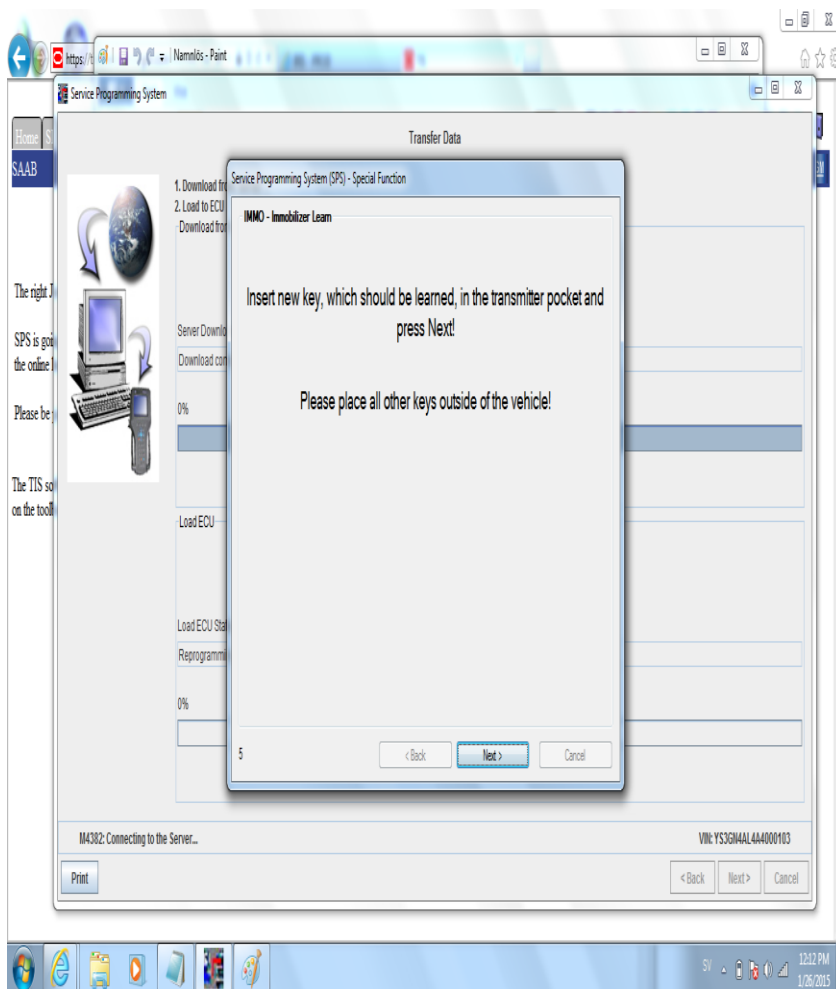 https://t
Namnlös - Paint
Service Programming System
Home
SAAB
Transfer Data
1. Download fro
2. Load to ECU
Download from
Service Programming System (SPS) - Special Function
IMMO - Immobilizer Learn
Insert new key, which should be learned, in the transmitter pocket and
press Next!
Please place all other keys outside of the vehicle!
The right J
SPS is goi
the online
Please be
The TIS so
on the tool
Server Downlo
Download com
0%
Load ECU
Load ECU Stat
Reprogrammi
0%
5
< Back
Next >
Cancel
M4382: Connecting to the Server...
VIN: YS3GN4AL4A4000103
Print
< Back
Next >
Cancel
SV
12:12 PM
1/26/2015